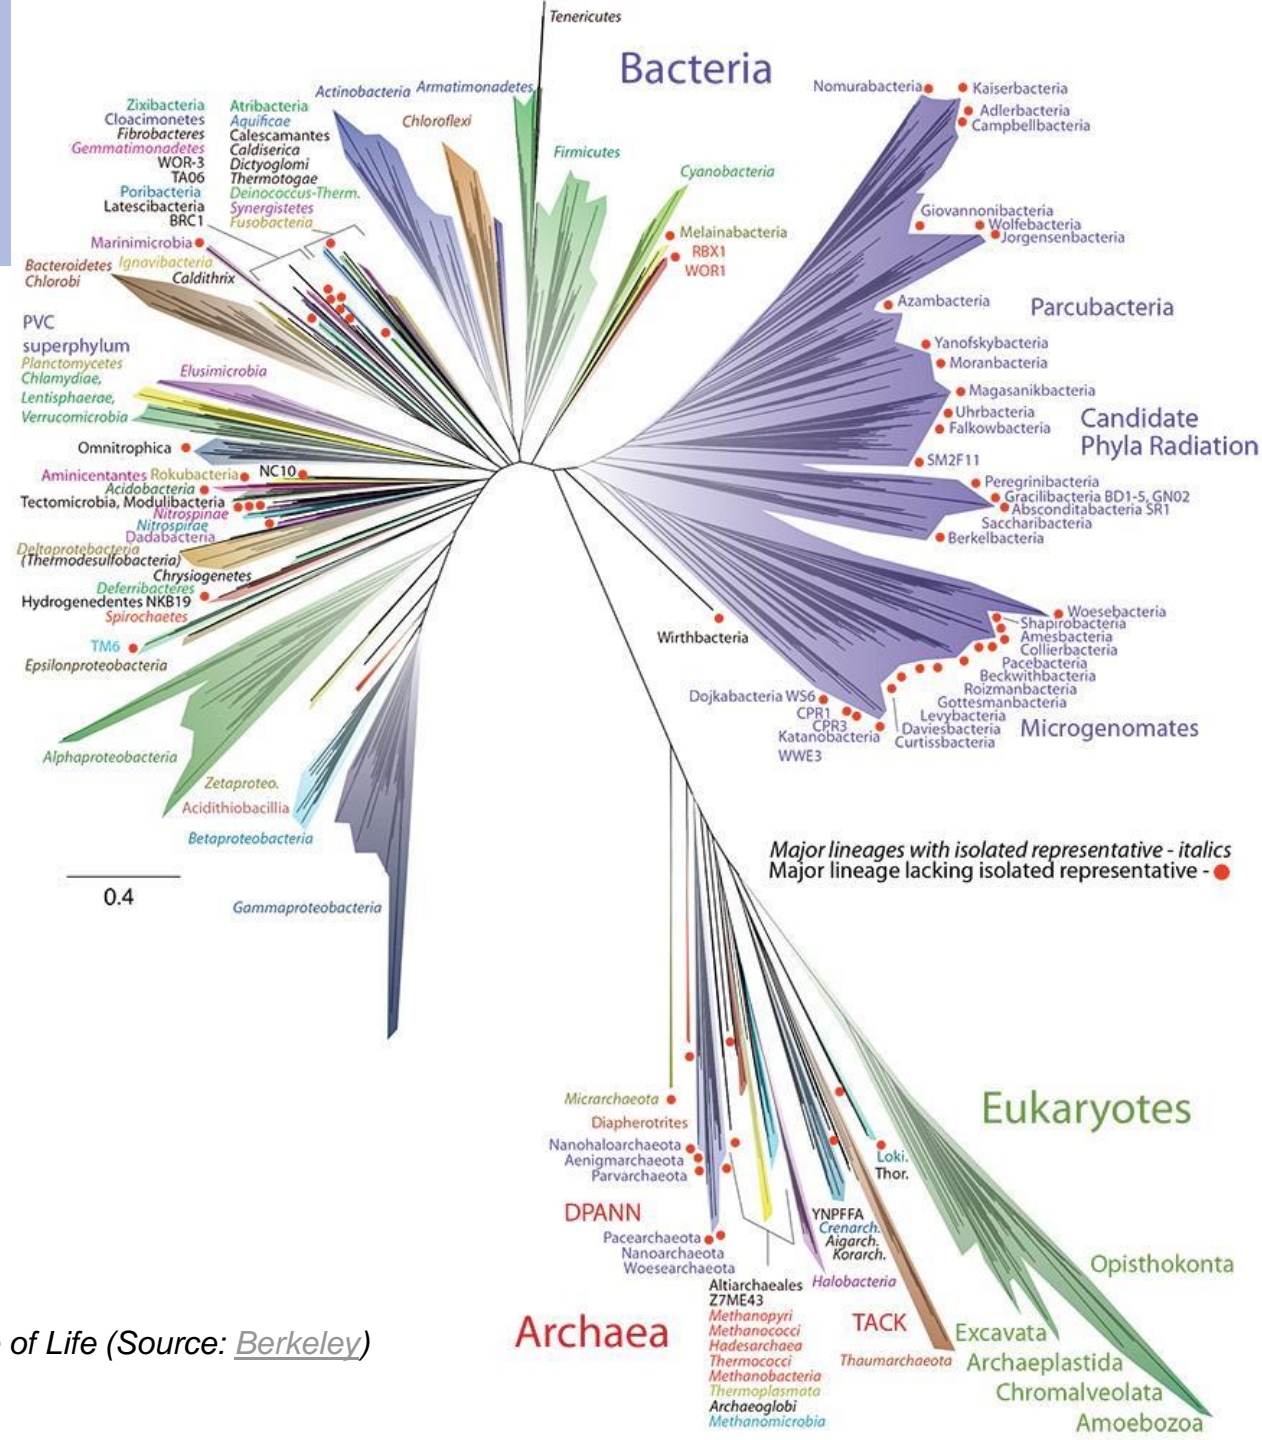 Tenericutes
Bacteria
Actinobacteria
Armatimonadetes
Zixibacteria
Cloacimonetes
Fibrobacteres
Gemmatimonadetes
WOR-3
TA06
Poribacteria
Latescibacteria
BRC1
Atribacteria
Aquificae
Calescamantes
Caldiserica
Dictyoglomi
Thermotogae
Deinococcus-Therm.
Synergistetes
Fusobacteria
Chloroflexi
Firmicutes
Cyanobacteria
Melainabacteria
RBX1
WOR1
Nomurabacteria
Kaiserbacteria
Adlerbacteria
Campbellbacteria
Giovannonibacteria
Wolfebacteria
Jorgensenbacteria
Azambacteria
Parcubacteria
Yanofskybacteria
Moranbacteria
Magasanikbacteria
Uhrbacteria
Falkowbacteria
Candidate
Phyla Radiation
SM2F11
Peregrinibacteria
Gracilibacteria BD1-5, GN02
Absconditabacteria SR1
Saccharibacteria
Berkelbacteria
Marinimicrobia
Bacteroidetes
Chlorobi
Ignavibacteria
Caldithrix
PVC
superphylum
Planctomycetes
Chlamydiae,
Lentisphaerae,
Verrucomicrobia
Elusimicrobia
Omnitrophica
Aminicentantes
Rokubacteria
NC10
Acidobacteria
Tectomicrobia, Modulibacteria
Nitrospinae
Nitrospirae
Dadabacteria
Deltaprotebacteria
(Thermodesulfobacteria)
Chrysiogenetes
Deferribacteres
Hydrogenedentes NKB19
Spirochaetes
TM6
Epsilonproteobacteria
Wirthbacteria
Woesebacteria
Shapirobacteria
Amesbacteria
Collierbacteria
Pacebacteria
Beckwithbacteria
Roizmanbacteria
Gottesmanbacteria
Levybacteria
Daviesbacteria
Curtissbacteria
Microgenomates
Dojkabacteria WS6
CPR1
CPR3
Katanobacteria
WWE3
Alphaproteobacteria
Zetaproteo.
Acidithiobacillia
Betaproteobacteria
Gammaproteobacteria
0.4
Major lineages with isolated representative - italics
Major lineage lacking isolated representative -
Micrarchaeota
Diapherotrites
Nanohaloarchaeota
Aenigmarchaeota
Parvarchaeota
DPANN
Pacearchaeota
Nanoarchaeota
Woesearchaeota
Altiarchaeales
Z7ME43
Methanopyri
Methanococci
Hadesarchaea
Thermococci
Methanobacteria
Thermoplasmata
Archaeoglobi
Methanomicrobia
Halobacteria
YNPFFA
Crenarch.
Aigarch.
Korarch.
Loki.
Thor.
TACK
Thaumarchaeota
Archaea
Eukaryotes
Opisthokonta
Excavata
Archaeplastida
Chromalveolata
Amoebozoa
of Life (Source: Berkeley)